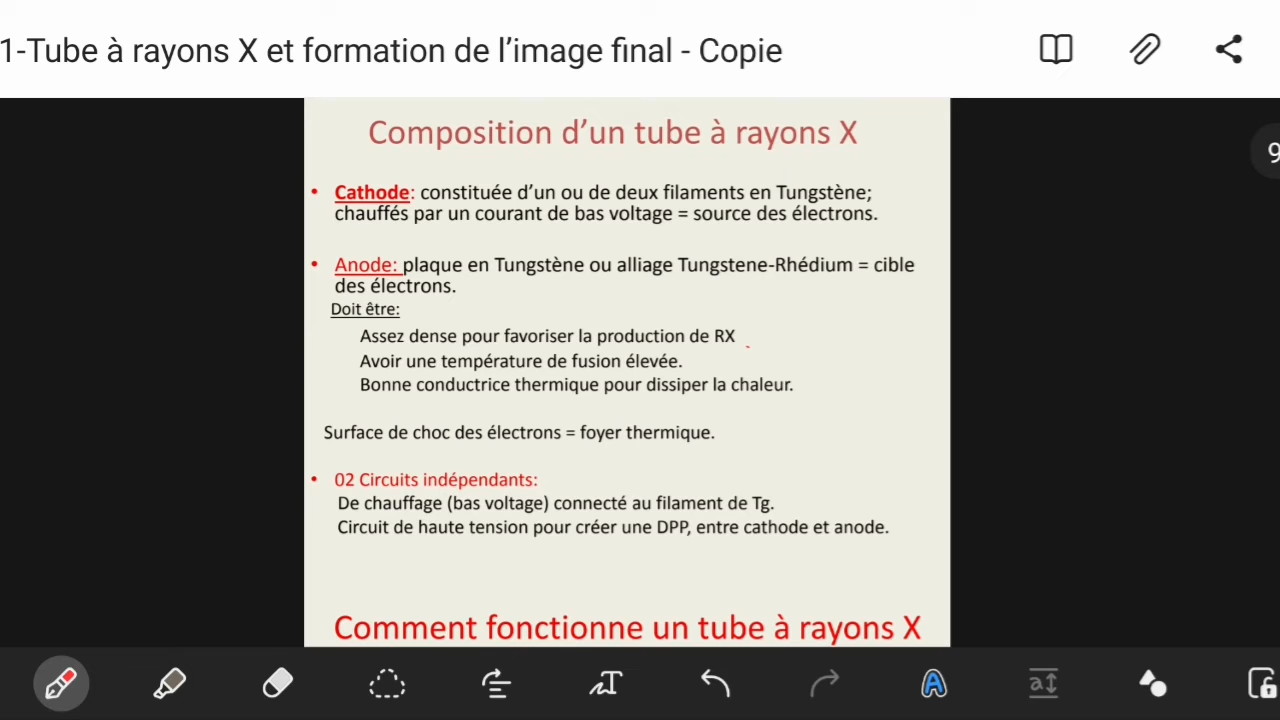 1-Tube à rayons X et formation de l'image final - Copie
9
Composition d'un tube à rayons X
• Cathode: constituée d'un ou de deux filaments en Tungstène;
chauffés par un courant de bas voltage = source des électrons.
• Anode: plaque en Tungstène ou alliage Tungstene-Rhédium = cible
des électrons.
Doit être:
Assez dense pour favoriser la production de RX
Avoir une température de fusion élevée.
Bonne conductrice thermique pour dissiper la chaleur.
Surface de choc des électrons = foyer thermique.
• 02 Circuits indépendants:
De chauffage (bas voltage) connecté au filament de Tg.
Circuit de haute tension pour créer une DPP, entre cathode et anode.
Comment fonctionne un tube à rayons X